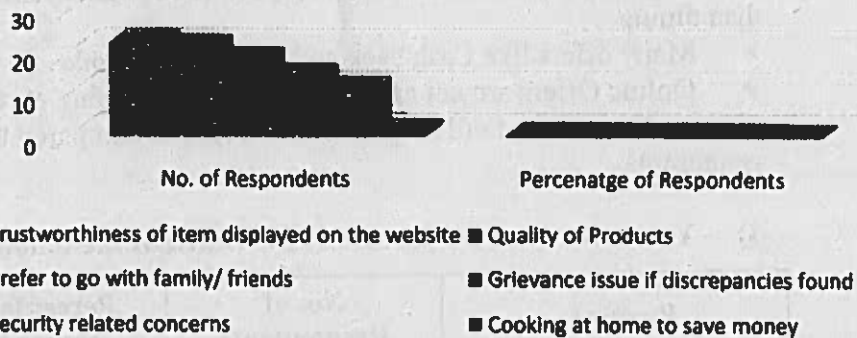 30
20
10
0
No. of Respondents
Percenatge of Respondents
rustworthiness of item displayed on the website ■ Quality of Products
refer to go with family/ friends ■ Grievance issue if discrepancies found
ecurity related concerns ■ Cooking at home to save money